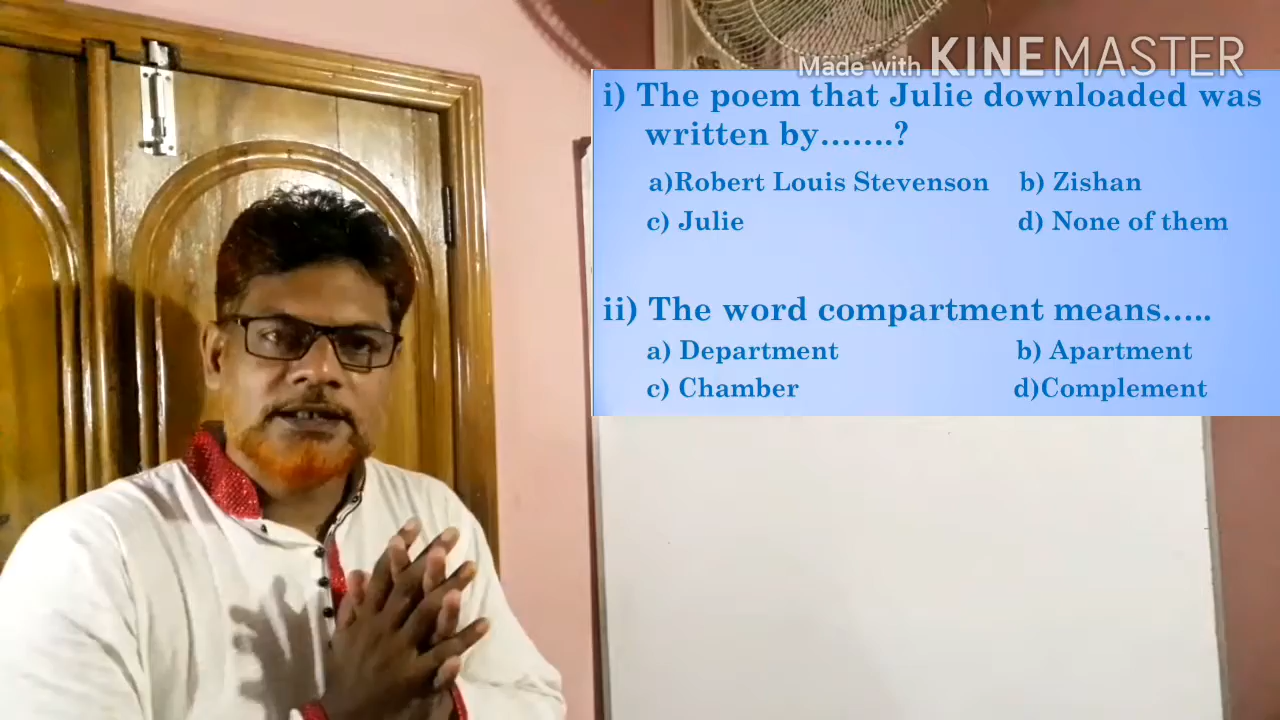 Made with KINEMASTER
i) The poem that Julie downloaded was
written by.......?
a)Robert Louis Stevenson b) Zishan
c) Julie d) None of them
ii) The word compartment means.....
a) Department b) Apartment
c) Chamber d)Complement